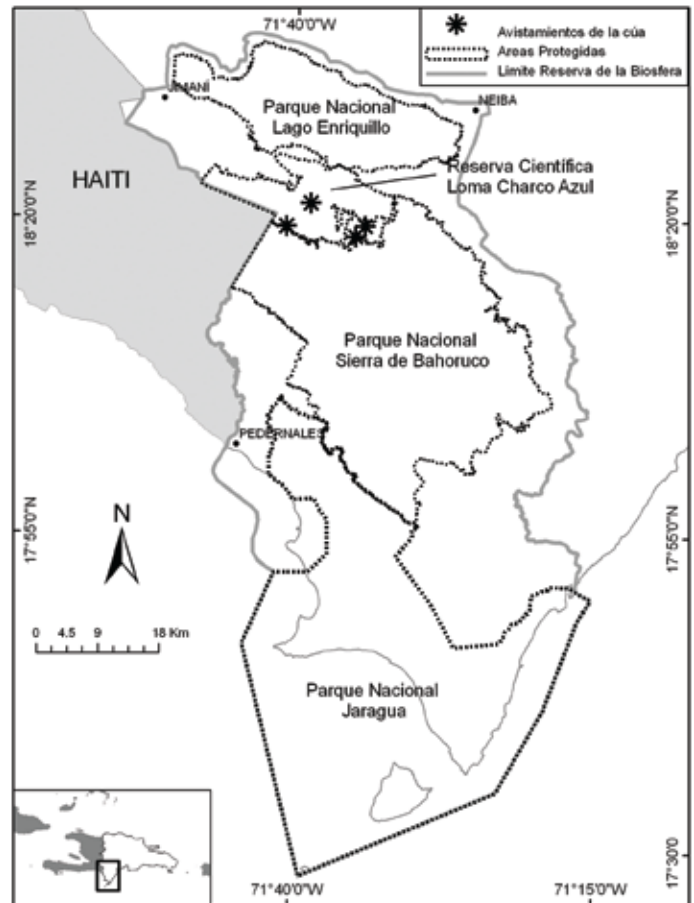 71°40'0"W
Avistamientos de la cúa
Areas Protegidas
Limite Reserva de la Biosfera
JIMANÍ
NEIBA
Parque Nacional
Lago Enriquillo
Reserva Científica
Loma Charco Azul
HAITI
18°20'0"N
18°20'0"N
Parque Nacional
Sierra de Bahoruco
PEDERNALES
N
17°55'0"N
17°55'0"N
0 4.5 9 18 Km
Parque Nacional
Jaragua
17°30'0
71°40'0"W
71°15'0"W